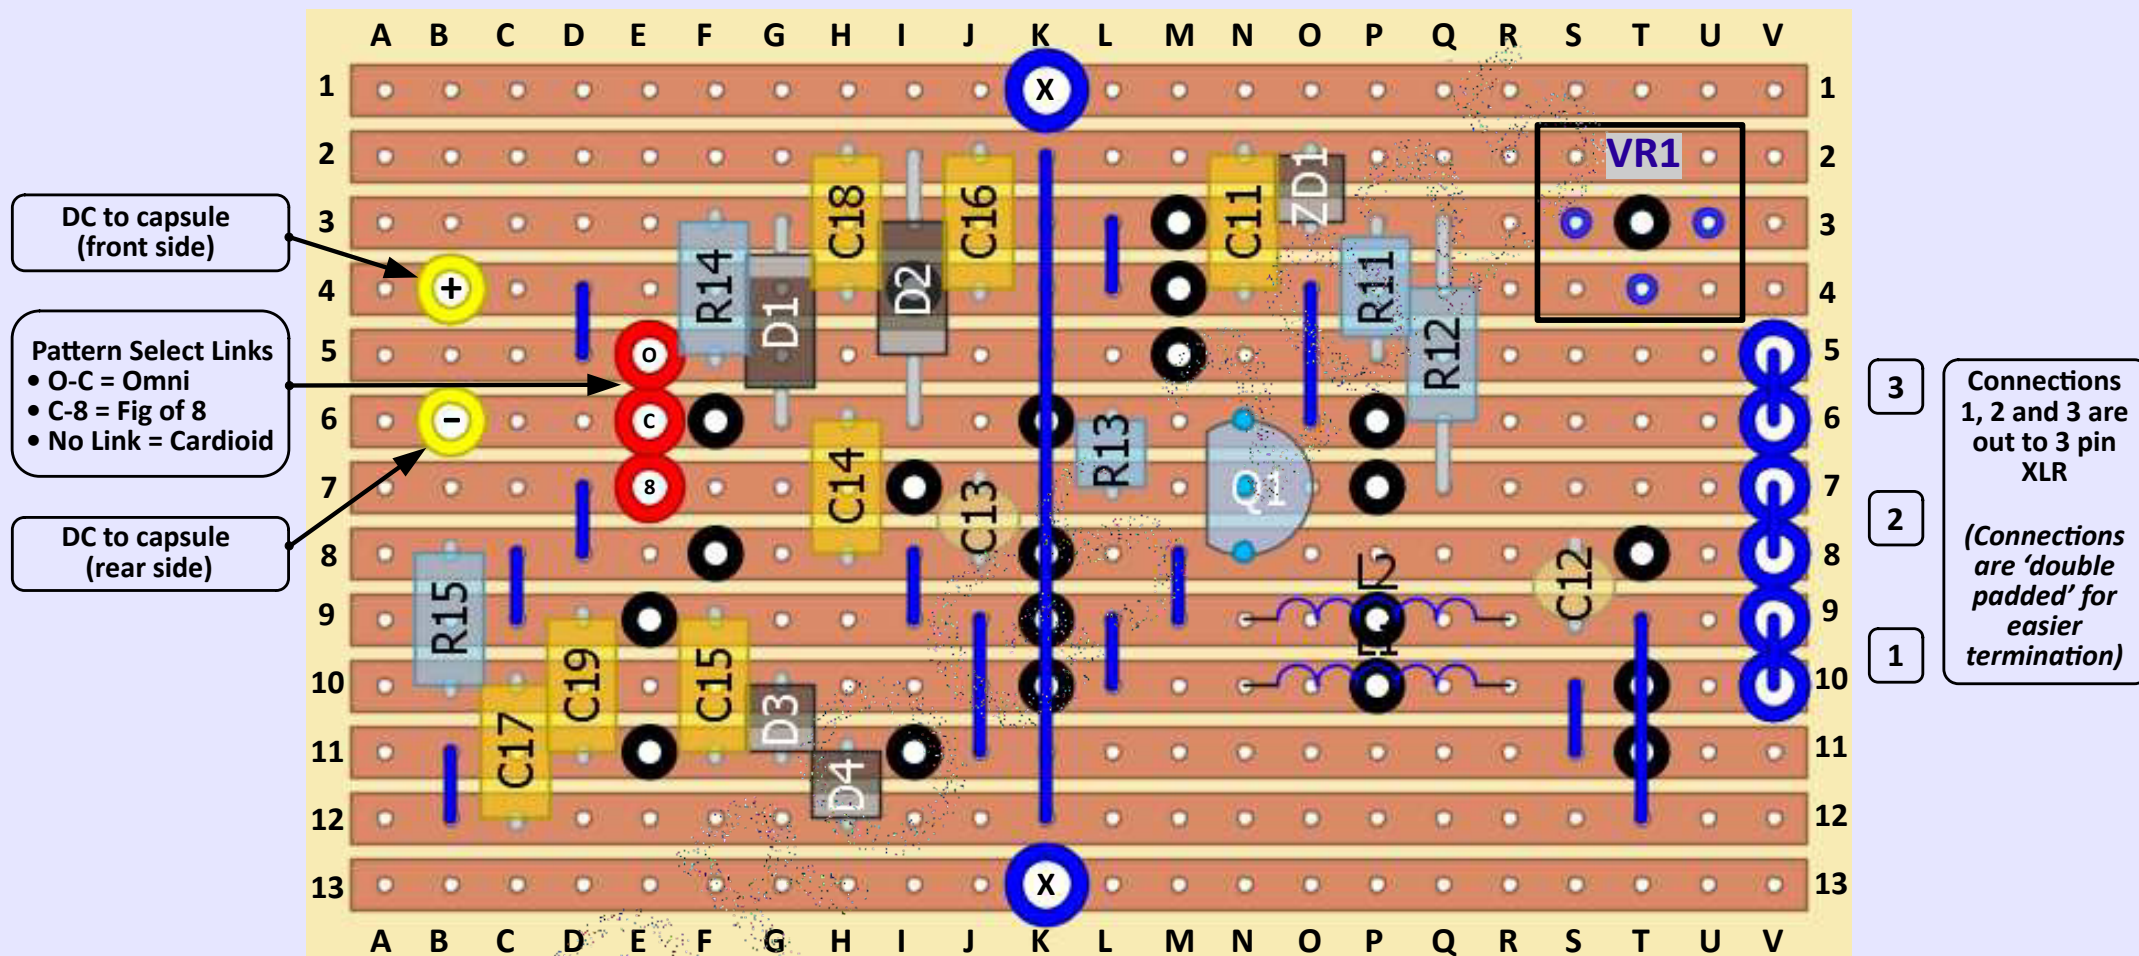 A B C D E F G H I J K L M N O P Q R S T U V
1 X 1
2 VR1 2
ZD1
3 C18 C16 C11 3
DC to capsule
(front side)
4 + R14 D1 D2 R11 4
Pattern Select Links
• O-C = Omni
• C-8 = Fig of 8
• No Link = Cardioid
5 O R12 5
6 - C R13 6
7 8 C14 C13 Q1 7
DC to capsule
(rear side)
8 L2 C12 8
9 R15 9
10 C19 C15 D3 10
11 C17 D4 11
12 12
13 X 13
A B C D E F G H I J K L M N O P Q R S T U V
3
2
1
Connections
1, 2 and 3 are
out to 3 pin
XLR
(Connections
are ‘double
padded’ for
easier
termination)